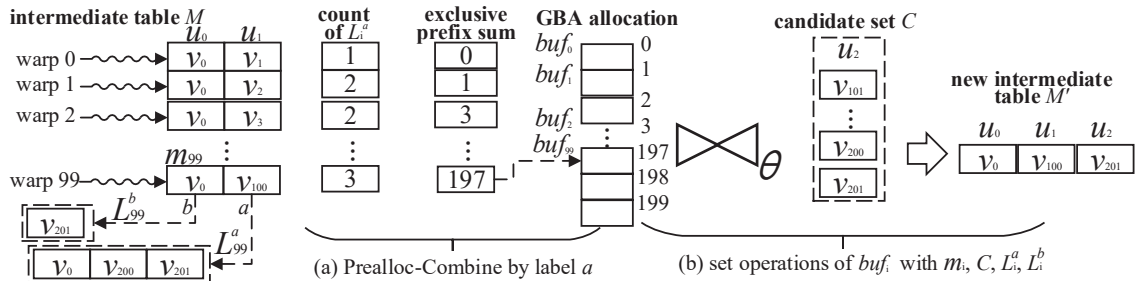 intermediate table M
u₀ u₁
warp 0 v₀ v₁
warp 1 v₀ v₂
warp 2 v₀ v₃
⋮
m₉₉
warp 99 v₀ v₁₀₀
b a
L₉₉ᵇ
v₂₀₁
L₉₉ᵃ
v₀ v₂₀₀ v₂₀₁
count
of Lᵢᵃ
1
2
2
⋮
3
exclusive
prefix sum
0
1
3
⋮
197
GBA allocation
buf₀ 0
buf₁ 1
2
buf₂ 3
buf₉₉ 197
198
199
(a) Prealloc-Combine by label a
θ
candidate set C
u₂
v₁₀₁
⋮
v₂₀₀
v₂₀₁
new intermediate
table M'
u₀ u₁ u₂
v₀ v₁₀₀ v₂₀₁
(b) set operations of bufᵢ with mᵢ, C, Lᵢᵃ, Lᵢᵇ